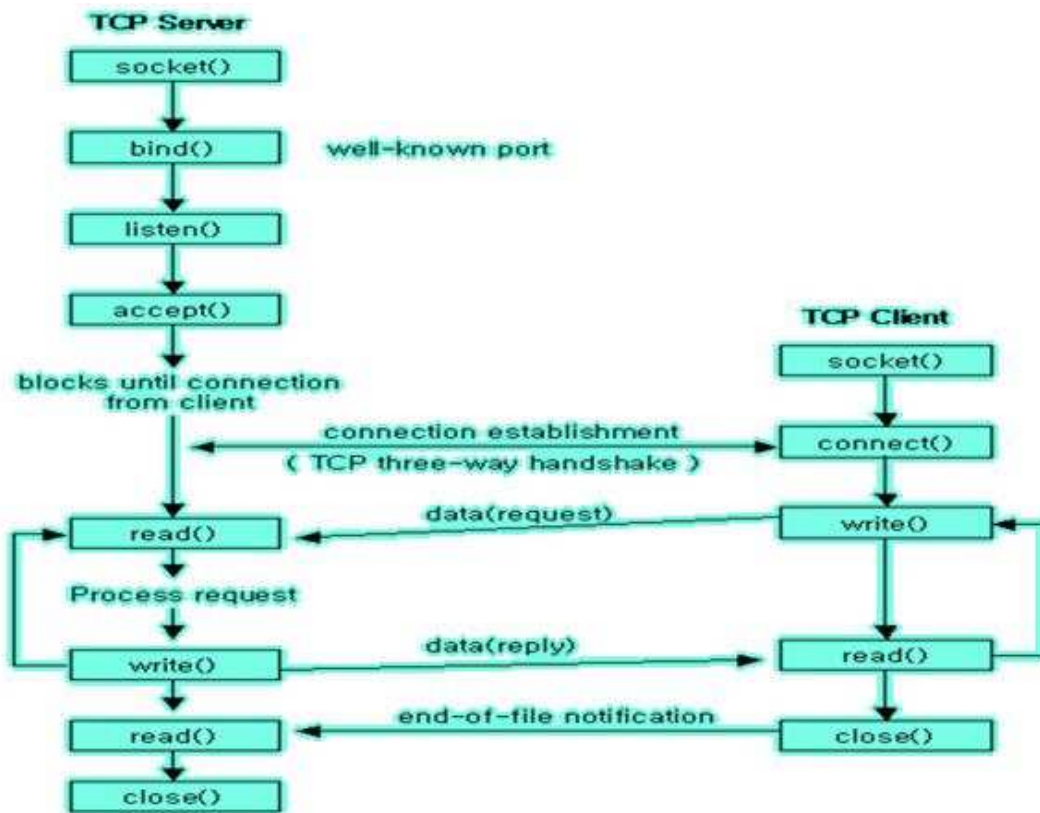 TCP Server
socket()
bind()
well-known port
listen()
accept()
blocks until connection
from client
TCP Client
socket()
connection establishment
( TCP three-way handshake )
connect()
data(request)
write()
read()
Process request
write()
data(reply)
read()
end-of-file notification
read()
close()
close()